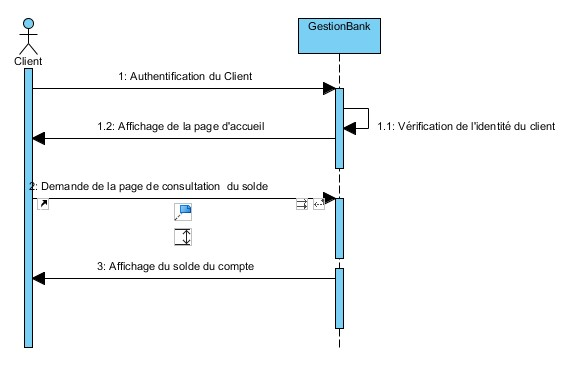 GestionBank
Client
1: Authentification du Client
1.1: Vérification de l'identité du client
1.2: Affichage de la page d'accueil
2: Demande de la page de consultation  du solde
3: Affichage du solde du compte